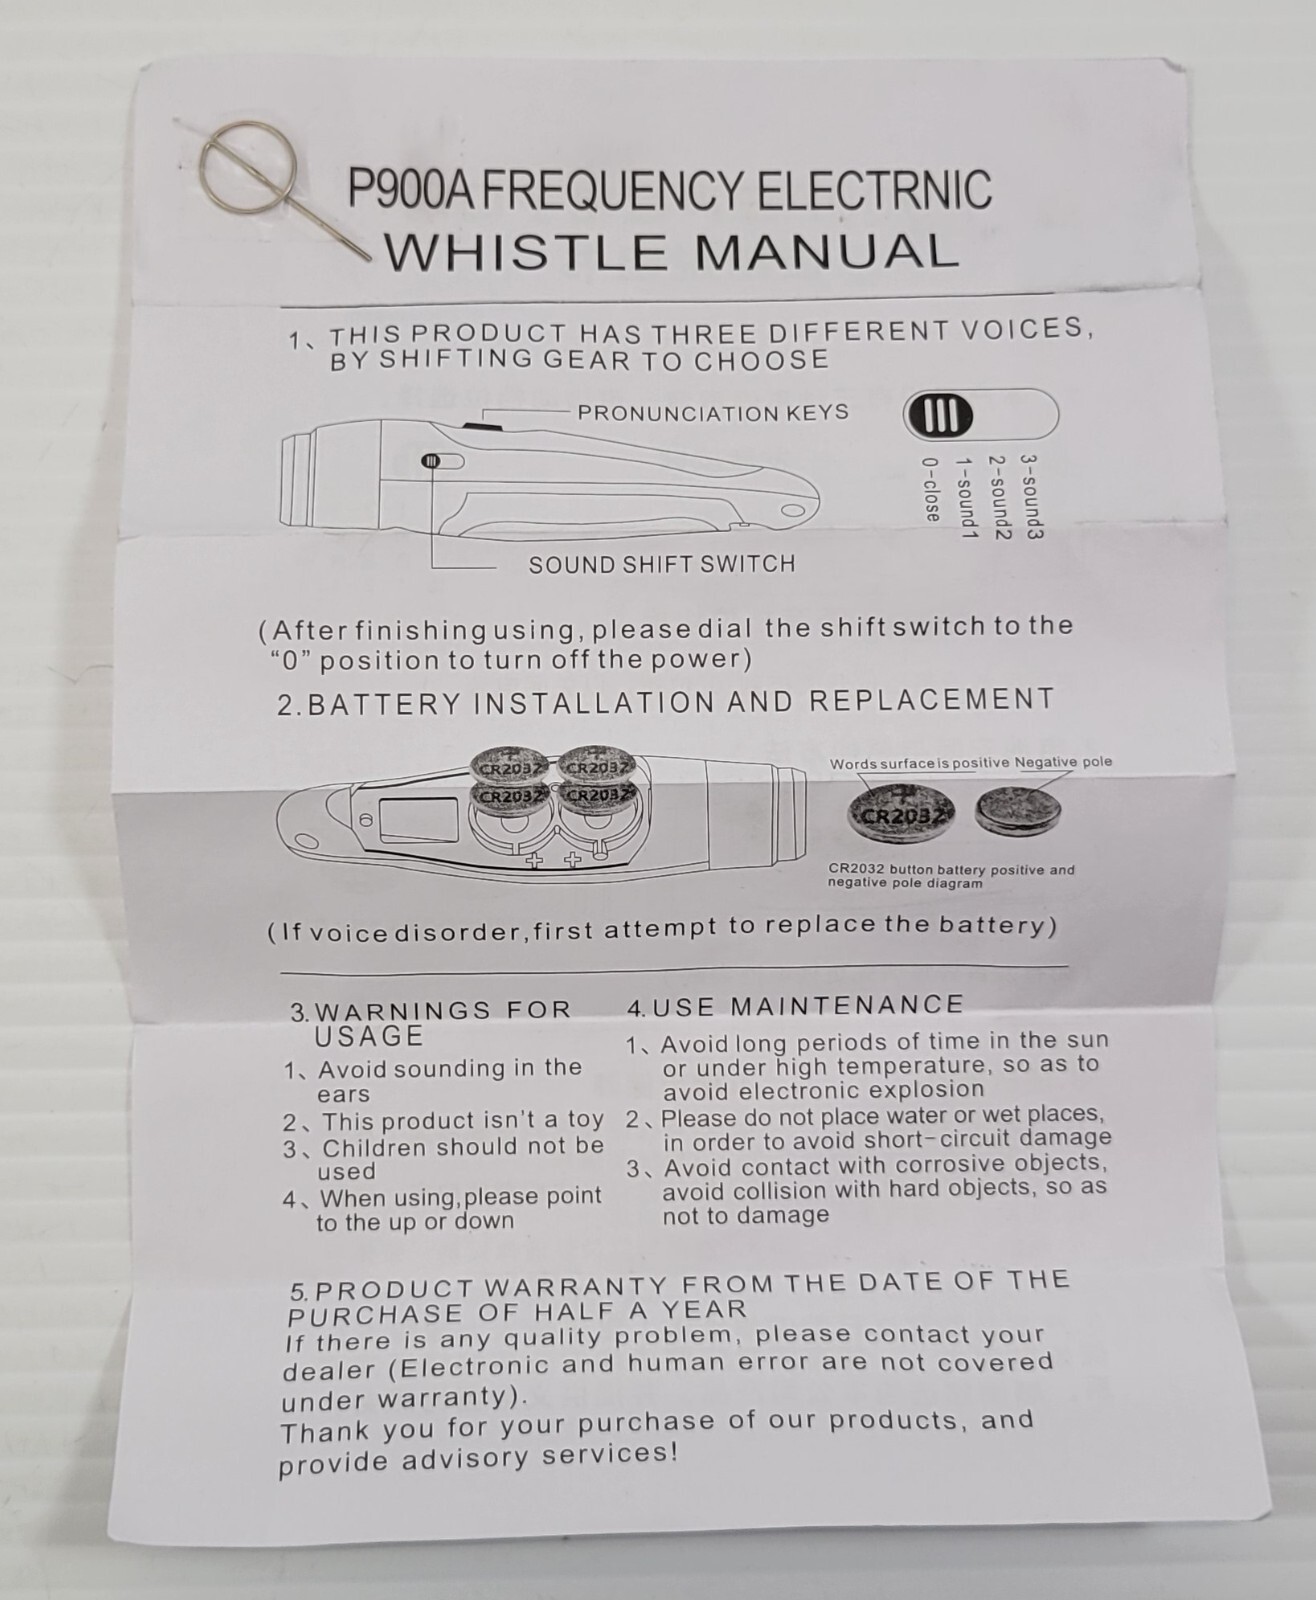 P900A FREQUENCY ELECTRNIC
WHISTLE MANUAL
1、THIS PRODUCT HAS THREE DIFFERENT VOICES,
BY SHIFTING GEAR TO CHOOSE
PRONUNCIATION KEYS
0-close
1-sound1
2-sound2
3-sound3
SOUND SHIFT SWITCH
(After finishing using, please dial the shift switch to the
“0” position to turn off the power)
2.BATTERY INSTALLATION AND REPLACEMENT
CR2032 CR2032
CR2032 CR2032
Words surface is positive Negative pole
CR2032
CR2032 button battery positive and
negative pole diagram
(If voice disorder,first attempt to replace the battery)
3.WARNINGS FOR
USAGE
1、Avoid sounding in the
ears
2、This product isn't a toy
3、Children should not be
used
4、When using,please point
to the up or down
4.USE MAINTENANCE
1、Avoid long periods of time in the sun
or under high temperature, so as to
avoid electronic explosion
2、Please do not place water or wet places,
in order to avoid short-circuit damage
3、Avoid contact with corrosive objects,
avoid collision with hard objects, so as
not to damage
5.PRODUCT WARRANTY FROM THE DATE OF THE
PURCHASE OF HALF A YEAR
If there is any quality problem, please contact your
dealer (Electronic and human error are not covered
under warranty).
Thank you for your purchase of our products, and
provide advisory services!